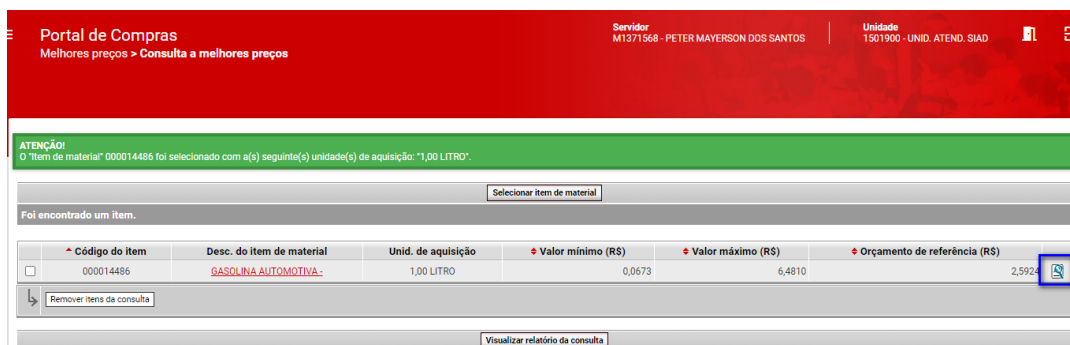 Portal de Compras
Melhores preços > Consulta a melhores preços
Servidor
M1371568 - PETER MAYERSON DOS SANTOS
Unidade
1501900 - UNID. ATEND. SIAD
ATENÇÃO!
O "Item de material" 000014486 foi selecionado com a(s) seguinte(s) unidade(s) de aquisição: "1,00 LITRO".
Selecionar item de material
Foi encontrado um item.
Código do item Desc. do item de material Unid. de aquisição Valor mínimo (R$) Valor máximo (R$) Orçamento de referência (R$)
000014486 GASOLINA AUTOMOTIVA - 1,00 LITRO 0,0673 6,4810 2,5924
Remover itens da consulta
Visualizar relatório da consulta